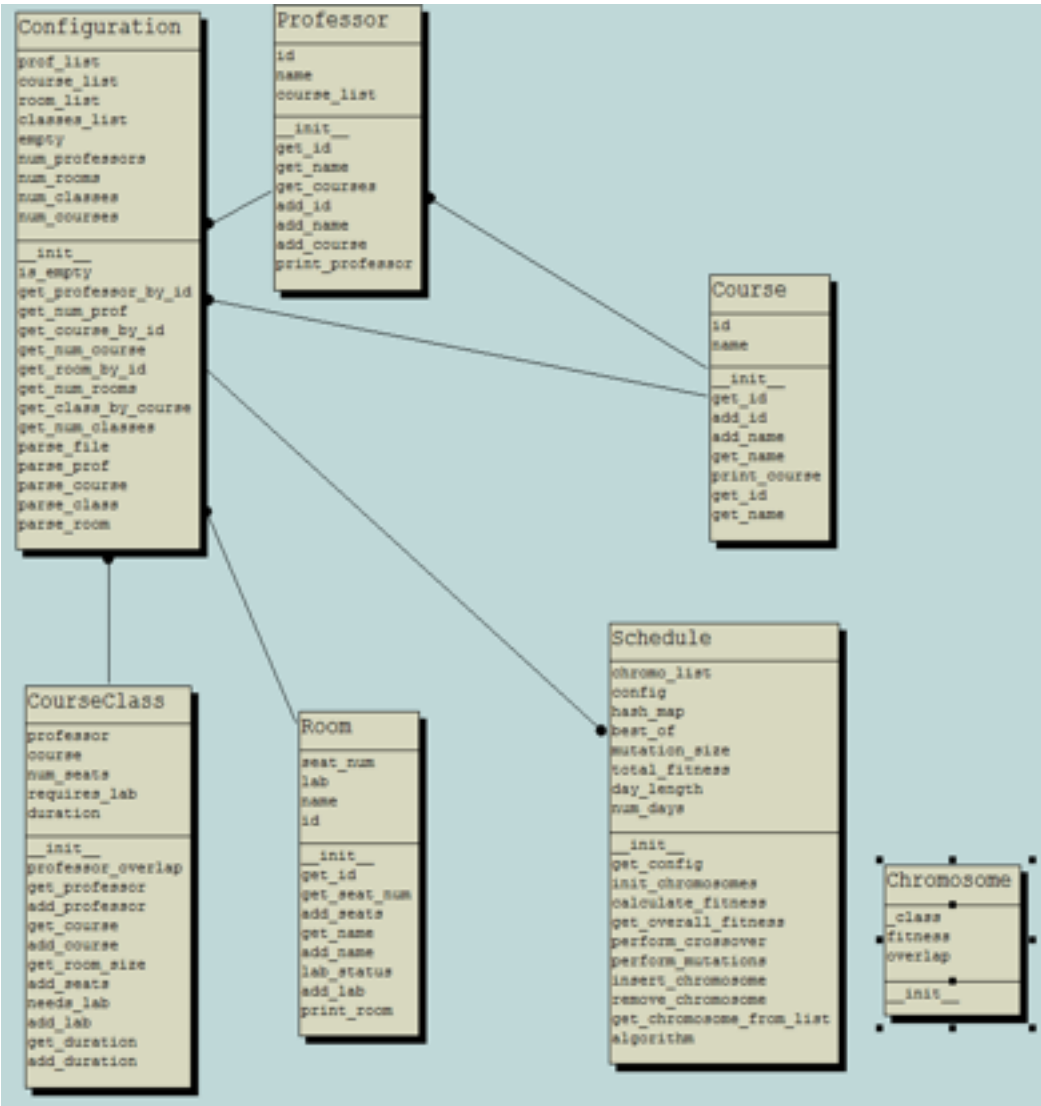 Configuration
prof_list
course_list
room_list
classes_list
empty
num_professors
num_rooms
num_classes
num_courses
__init__
is_empty
get_professor_by_id
get_num_prof
get_course_by_id
get_num_course
get_room_by_id
get_num_rooms
get_class_by_course
get_num_classes
parse_file
parse_prof
parse_course
parse_class
parse_room
Professor
id
name
course_list
__init__
get_id
get_name
get_courses
add_id
add_name
add_course
print_professor
Course
id
name
__init__
get_id
add_id
add_name
get_name
print_course
get_id
get_name
CourseClass
professor
course
num_seats
requires_lab
duration
__init__
professor_overlap
get_professor
add_professor
get_course
add_course
get_room_size
add_seats
needs_lab
add_lab
get_duration
add_duration
Room
seat_num
lab
name
id
__init__
get_id
get_seat_num
add_seats
get_name
add_name
lab_status
add_lab
print_room
Schedule
chromo_list
config
hash_map
best_of
mutation_size
total_fitness
day_length
num_days
__init__
get_config
init_chromosomes
calculate_fitness
get_overall_fitness
perform_crossover
perform_mutations
insert_chromosome
remove_chromosome
get_chromosome_from_list
algorithm
Chromosome
_class
fitness
overlap
__init__